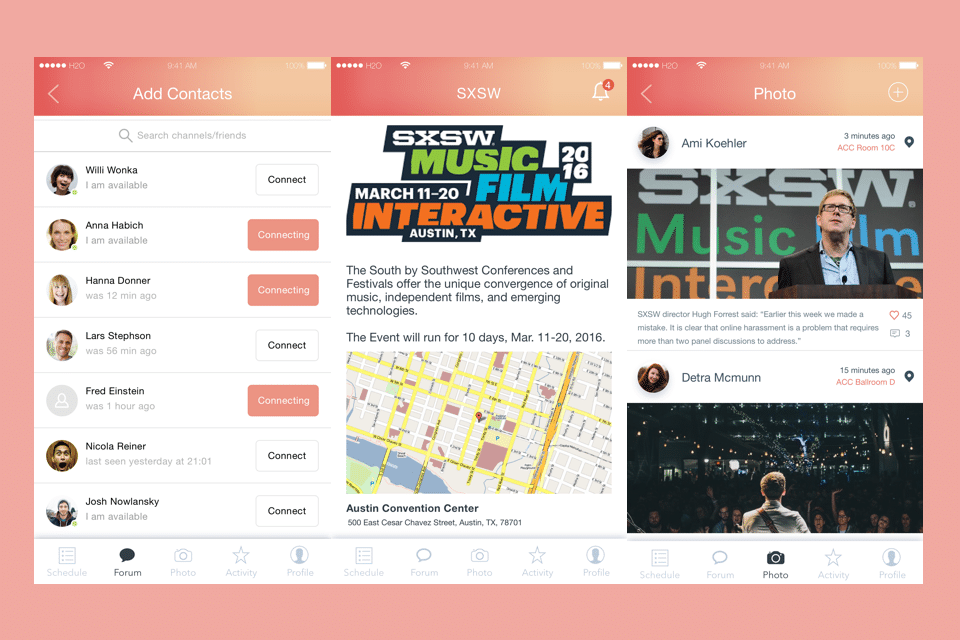 H2O
9:41 AM
100%
Add Contacts
Search channels/friends
Willi Wonka
I am available
Connect
Anna Habich
I am available
Connecting
Hanna Donner
was 12 min ago
Connecting
Lars Stephson
was 56 min ago
Connect
Fred Einstein
was 1 hour ago
Connecting
Nicola Reiner
last seen yesterday at 21:01
Connect
Josh Nowlansky
I am available
Connect
Schedule
Forum
Photo
Activity
Profile
H2O
9:41 AM
100%
SXSW
4
SXSW®
MUSIC
20
16
MARCH 11–20
FILM
INTERACTIVE
AUSTIN, TX
The South by Southwest Conferences and
Festivals offer the unique convergence of original
music, independent films, and emerging
technologies.
The Event will run for 10 days, Mar. 11-20, 2016.
P
P
Austin Convention Center
500 East Cesar Chavez Street, Austin, TX, 78701
Schedule
Forum
Photo
Activity
Profile
H2O
9:41 AM
100%
Photo
Ami Koehler
3 minutes ago
ACC Room 10C
SXSW®
Music Film
Inter
SXSW director Hugh Forrest said: “Earlier this week we made a
mistake. It is clear that online harassment is a problem that requires
more than two panel discussions to address.”
45
3
Detra Mcmunn
15 minutes ago
ACC Ballroom D
Schedule
Forum
Photo
Activity
Profile